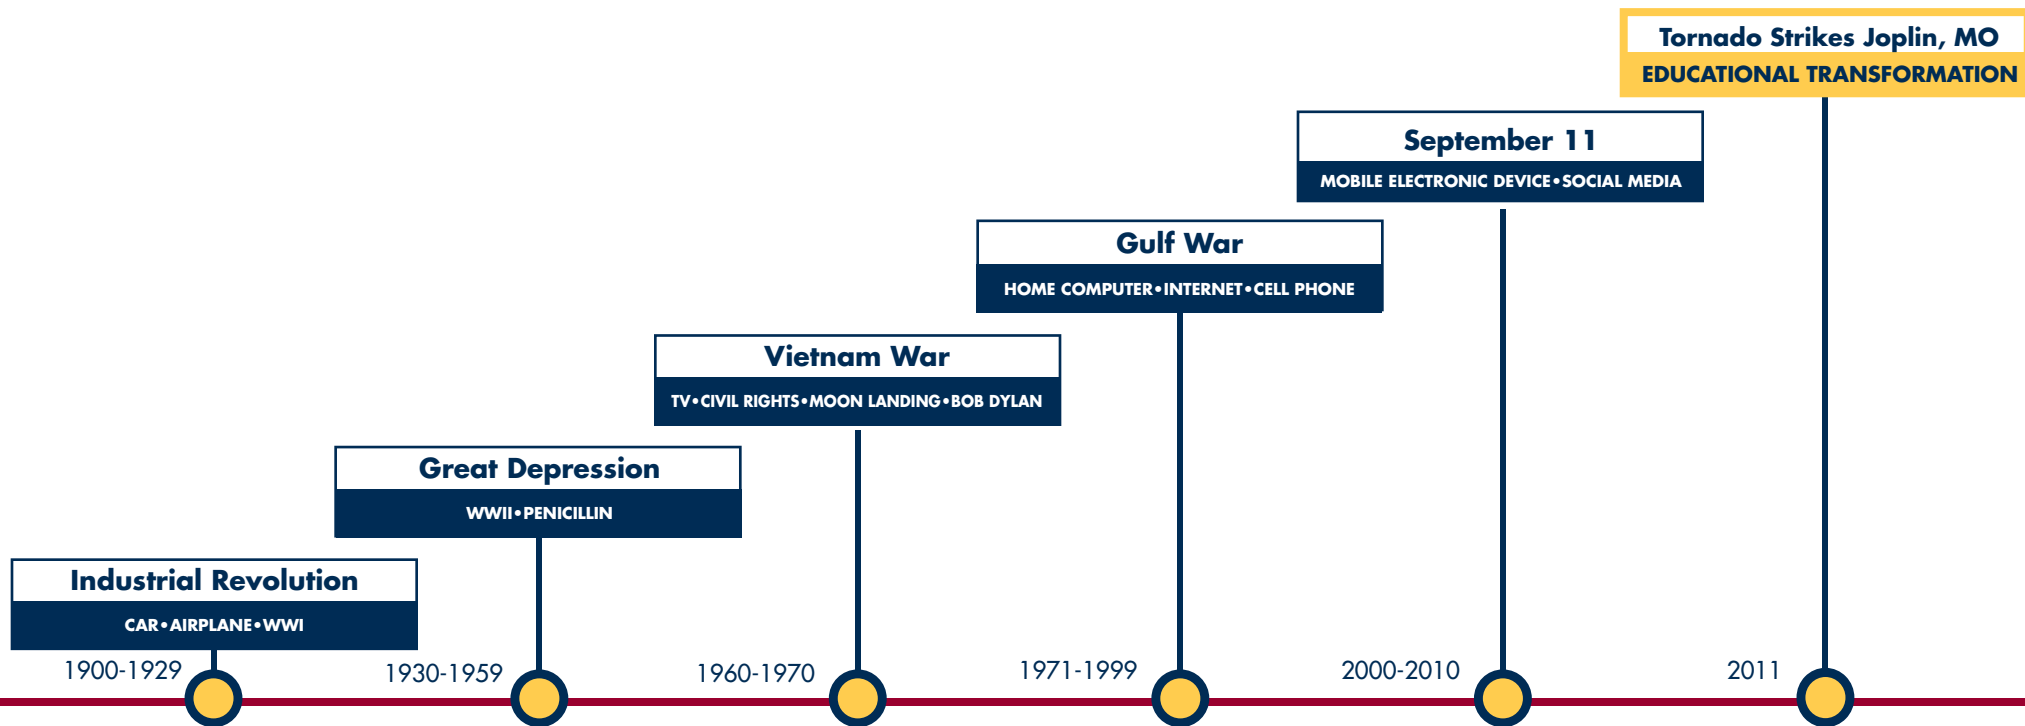 Tornado Strikes Joplin, MO
EDUCATIONAL TRANSFORMATION
September 11
MOBILE ELECTRONIC DEVICE•SOCIAL MEDIA
Gulf War
HOME COMPUTER•INTERNET•CELL PHONE
Vietnam War
TV•CIVIL RIGHTS•MOON LANDING•BOB DYLAN
Great Depression
WWII•PENICILLIN
Industrial Revolution
CAR•AIRPLANE•WWI
1900-1929
1930-1959
1960-1970
1971-1999
2000-2010
2011